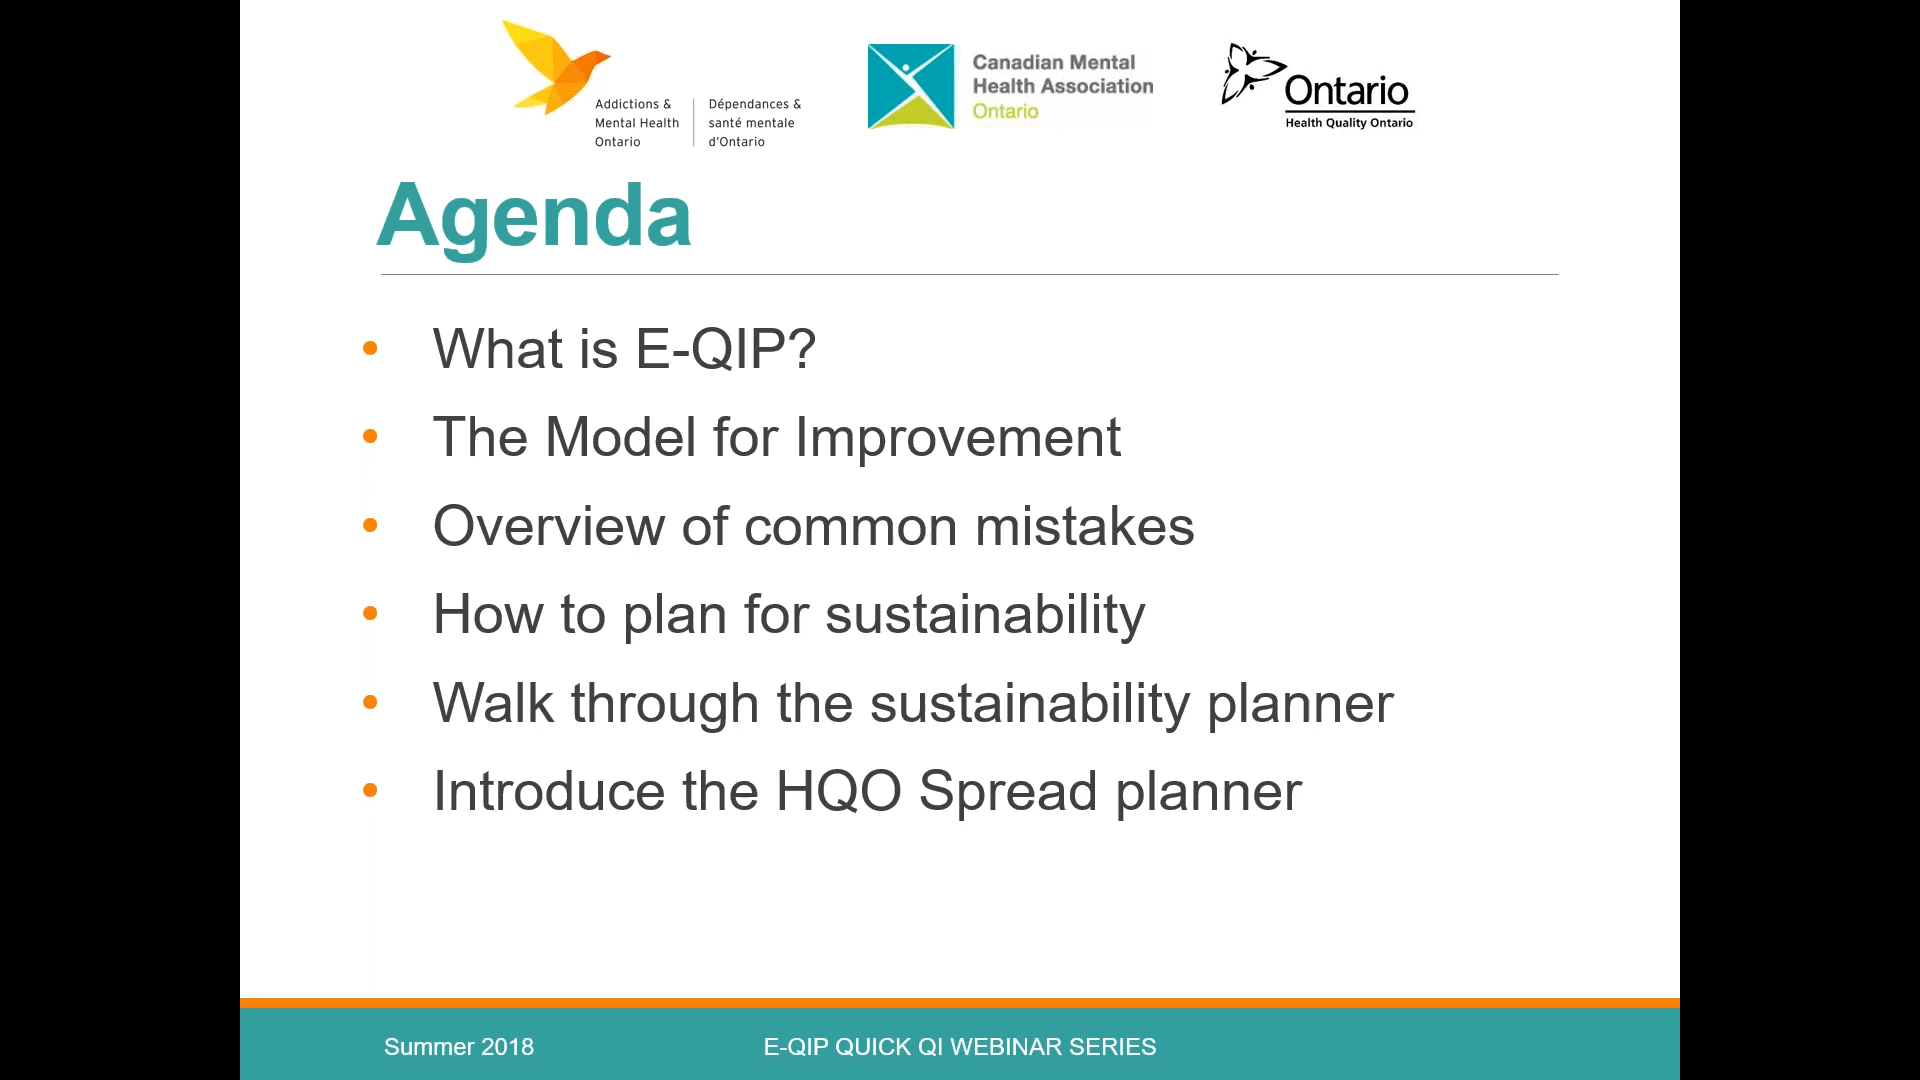 Addictions &
Mental Health
Ontario
Dépendances &
santé mentale
d'Ontario
Canadian Mental
Health Association
Ontario
Ontario
Health Quality Ontario
Agenda
• What is E-QIP?
• The Model for Improvement
• Overview of common mistakes
• How to plan for sustainability
• Walk through the sustainability planner
• Introduce the HQO Spread planner
Summer 2018
E-QIP QUICK QI WEBINAR SERIES